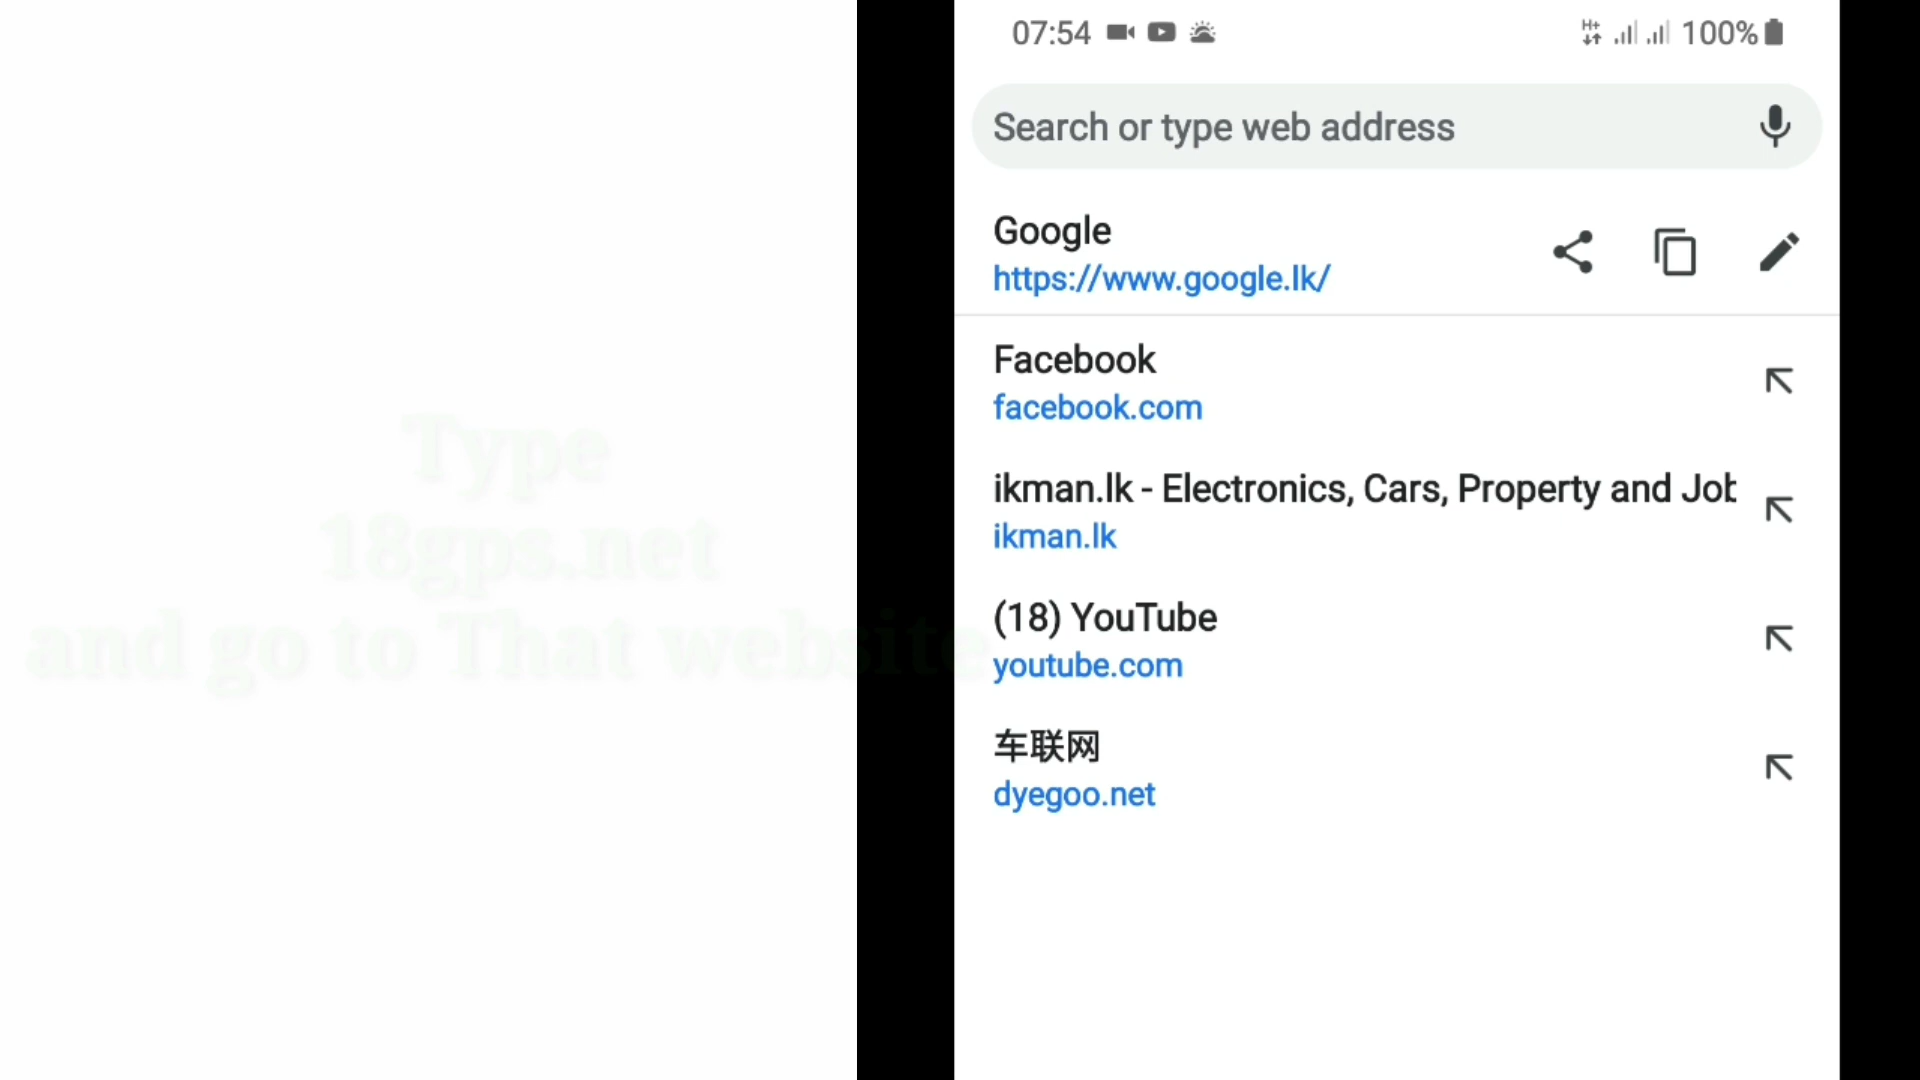 Type
18gps.net
and go to That website
07:54
H+ 100%
Search or type web address
Google
https://www.google.lk/
Facebook
facebook.com
ikman.lk - Electronics, Cars, Property and Job
ikman.lk
(18) YouTube
youtube.com
车联网
dyegoo.net